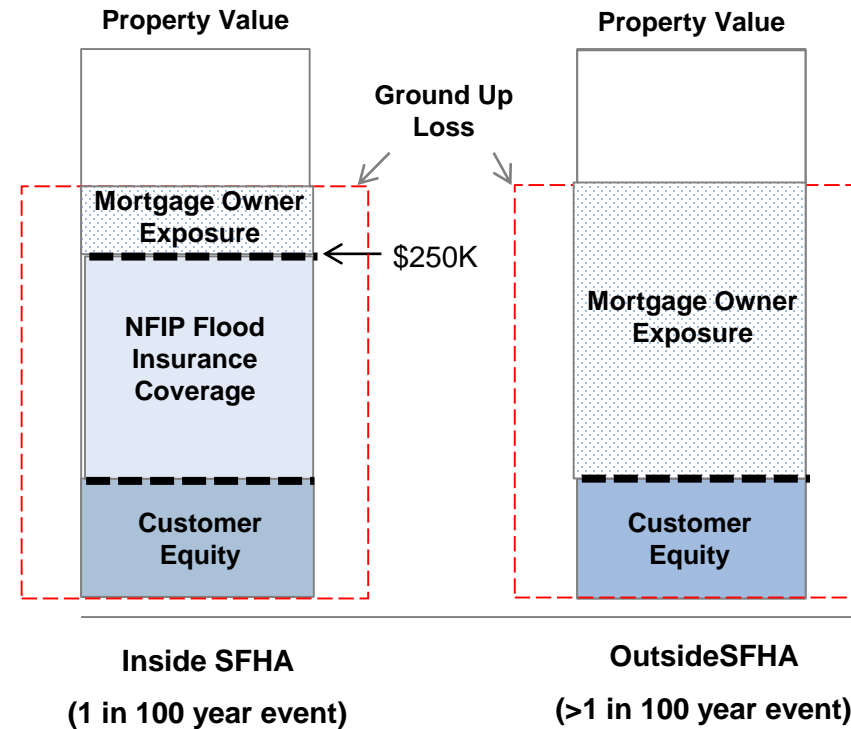 Property Value
Property Value
Ground Up
Loss
Mortgage Owner
Exposure
$250K
NFIP Flood
Insurance
Coverage
Mortgage Owner
Exposure
Customer
Equity
Customer
Equity
Inside SFHA
(1 in 100 year event)
OutsideSFHA
(>1 in 100 year event)